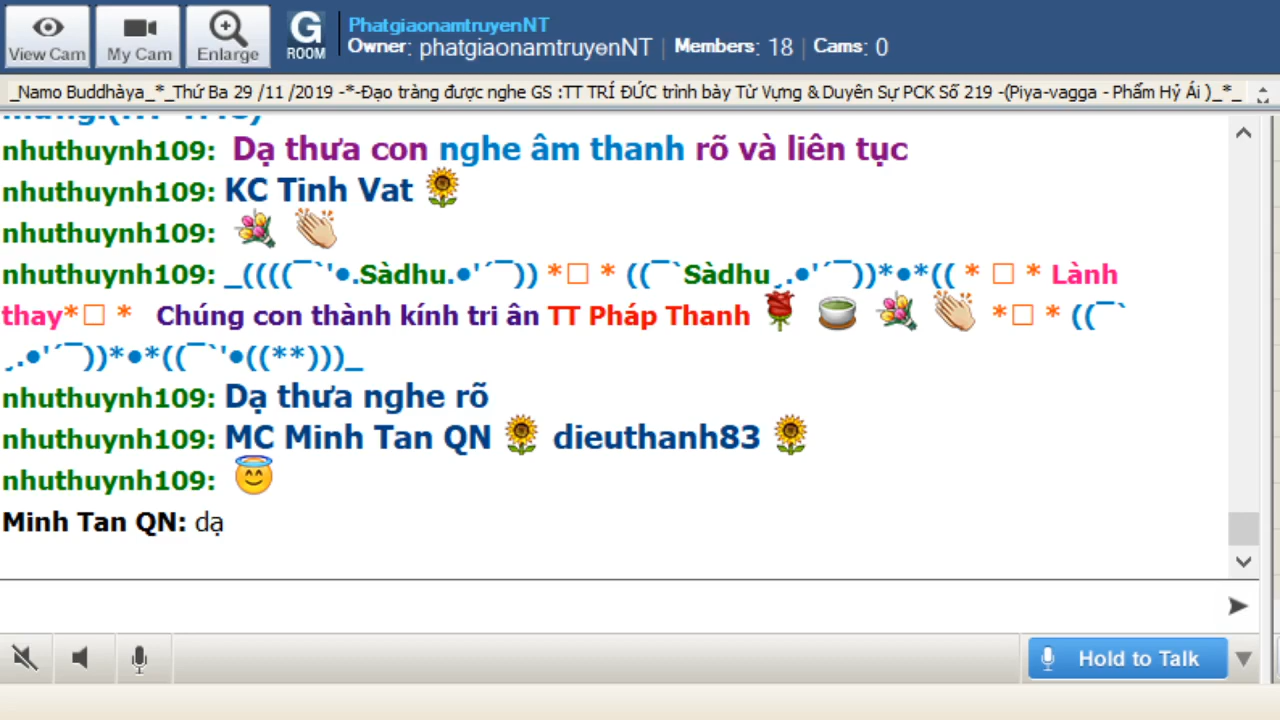 View Cam
My Cam
Enlarge
G
ROOM
PhatgiaonamtruyenNT
Owner: phatgiaonamtruyenNT | Members: 18 | Cams: 0
_Namo Buddhàya_*_Thứ Ba 29 /11 /2019 -*-Đạo tràng được nghe GS :TT TRÍ ĐỨC trình bày Từ Vựng & Duyên Sự PCK Số 219 -(Piya-vagga - Phẩm Hỷ Ái )_*_
nhuthuynh109: Dạ thưa con nghe âm thanh rõ và liên tục
nhuthuynh109: KC Tinh Vat 🌻
nhuthuynh109: 💐 👏
nhuthuynh109: _((((¯`'●.Sàdhu.●'´¯)) *☐ * ((¯`Sàdhu¸.●'´¯))*●*(( * ☐ * Lành
thay*☐ * Chúng con thành kính tri ân TT Pháp Thanh 🌹 🍵 💐 👏 *☐ * ((¯`
¸.●'´¯))*●*((¯`'●((**)))_
nhuthuynh109: Dạ thưa nghe rõ
nhuthuynh109: MC Minh Tan QN 🌻 dieuthanh83 🌻
nhuthuynh109: 😇
Minh Tan QN: dạ
Hold to Talk